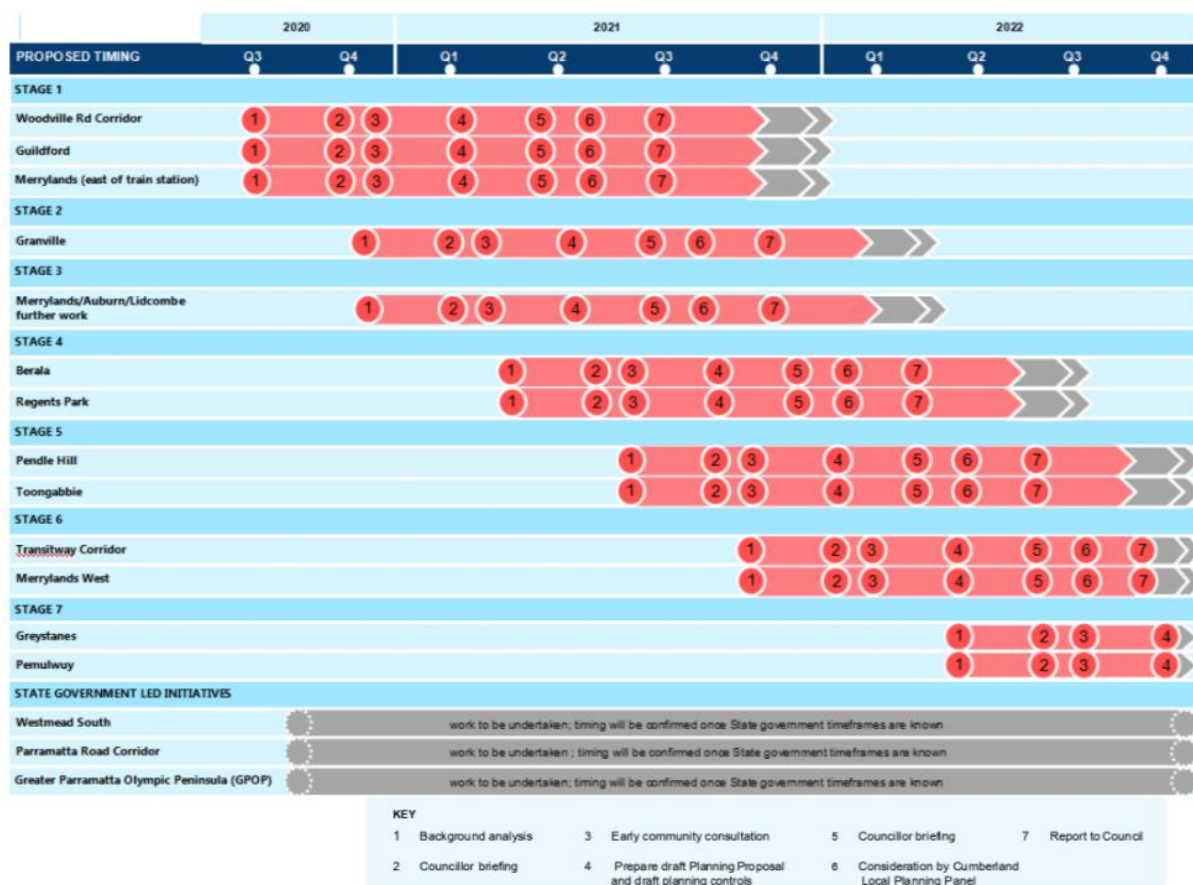 2020 2021 2022
PROPOSED TIMING Q3 Q4 Q1 Q2 Q3 Q4 Q1 Q2 Q3 Q4
STAGE 1
Woodville Rd Corridor 1 2 3 4 5 6 7
Guildford 1 2 3 4 5 6 7
Merrylands (east of train station) 1 2 3 4 5 6 7
STAGE 2
Granville 1 2 3 4 5 6 7
STAGE 3
Merrylands/Auburn/Lidcombe
further work 1 2 3 4 5 6 7
STAGE 4
Berala 1 2 3 4 5 6 7
Regents Park 1 2 3 4 5 6 7
STAGE 5
Pendle Hill 1 2 3 4 5 6 7
Toongabbie 1 2 3 4 5 6 7
STAGE 6
Transitway Corridor 1 2 3 4 5 6 7
Merrylands West 1 2 3 4 5 6 7
STAGE 7
Greystanes 1 2 3 4
Pemulwuy 1 2 3 4
STATE GOVERNMENT LED INITIATIVES
Westmead South work to be undertaken; timing will be confirmed once State government timeframes are known
Parramatta Road Corridor work to be undertaken ; timing will be confirmed once State government timeframes are known
Greater Parramatta Olympic Peninsula (GPOP) work to be undertaken; timing will be confirmed once State government timeframes are known
KEY
1 Background analysis 3 Early community consultation 5 Councillor briefing 7 Report to Council
2 Councillor briefing 4 Prepare draft Planning Proposal 6 Consideration by Cumberland
and draft planning controls Local Planning Panel